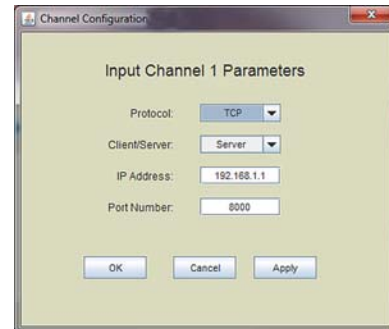 Channel Configuration
Input Channel 1 Parameters
Protocol: TCP
Client/Server: Server
IP Address: 192.168.1.1
Port Number: 8000
OK Cancel Apply